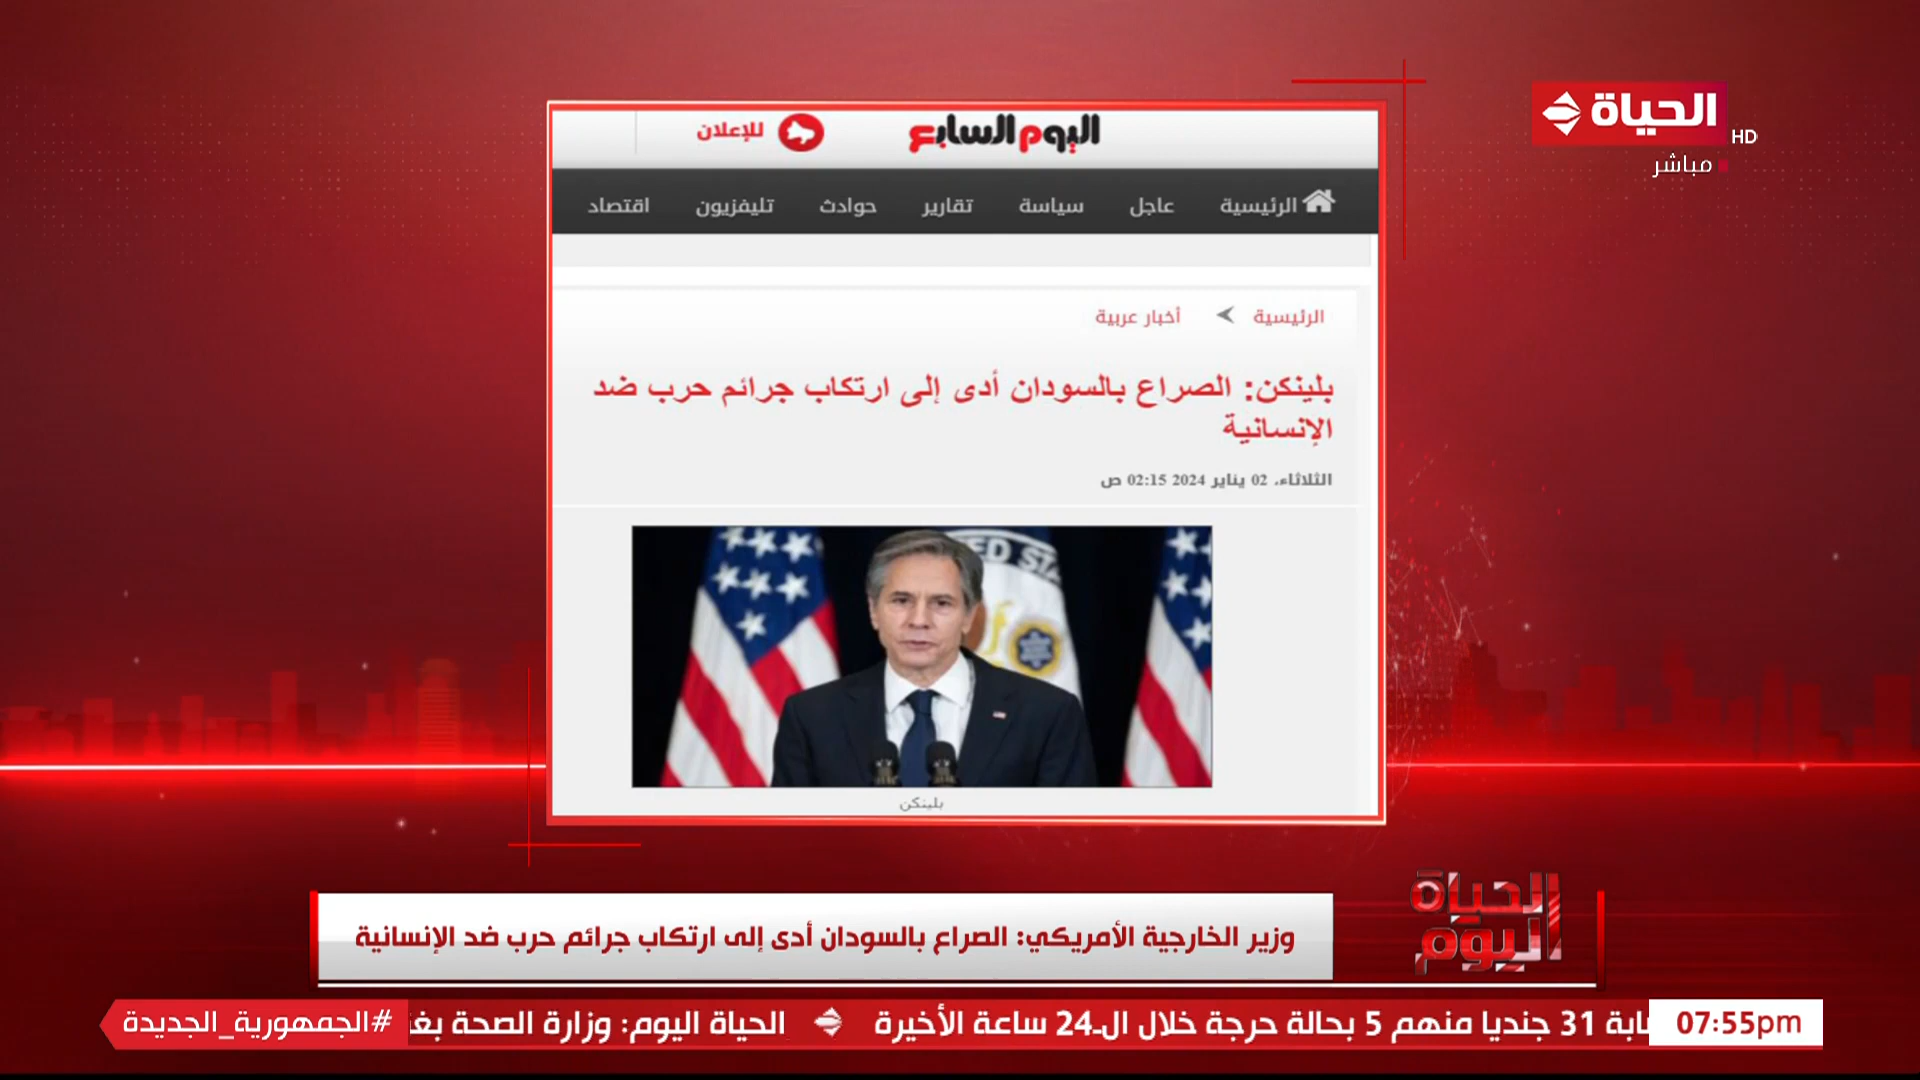 الحياة
HD
مباشر
اليوم السابع
للإعلان
الرئيسية عاجل سياسة تقارير حوادث تليفزيون اقتصاد
الرئيسية أخبار عربية
بلينكن: الصراع بالسودان أدى إلى ارتكاب جرائم حرب ضد
الإنسانية
الثلاثاء، 02 يناير 2024 02:15 ص
ED STA
بلينكن
الحياة اليوم
وزير الخارجية الأمريكي: الصراع بالسودان أدى إلى ارتكاب جرائم حرب ضد الإنسانية
07:55pm
31 جنديا منهم 5 بحالة حرجة خلال الـ24 ساعة الأخيرة الحياة اليوم: وزارة الصحة
#الجمهورية_الجديدة